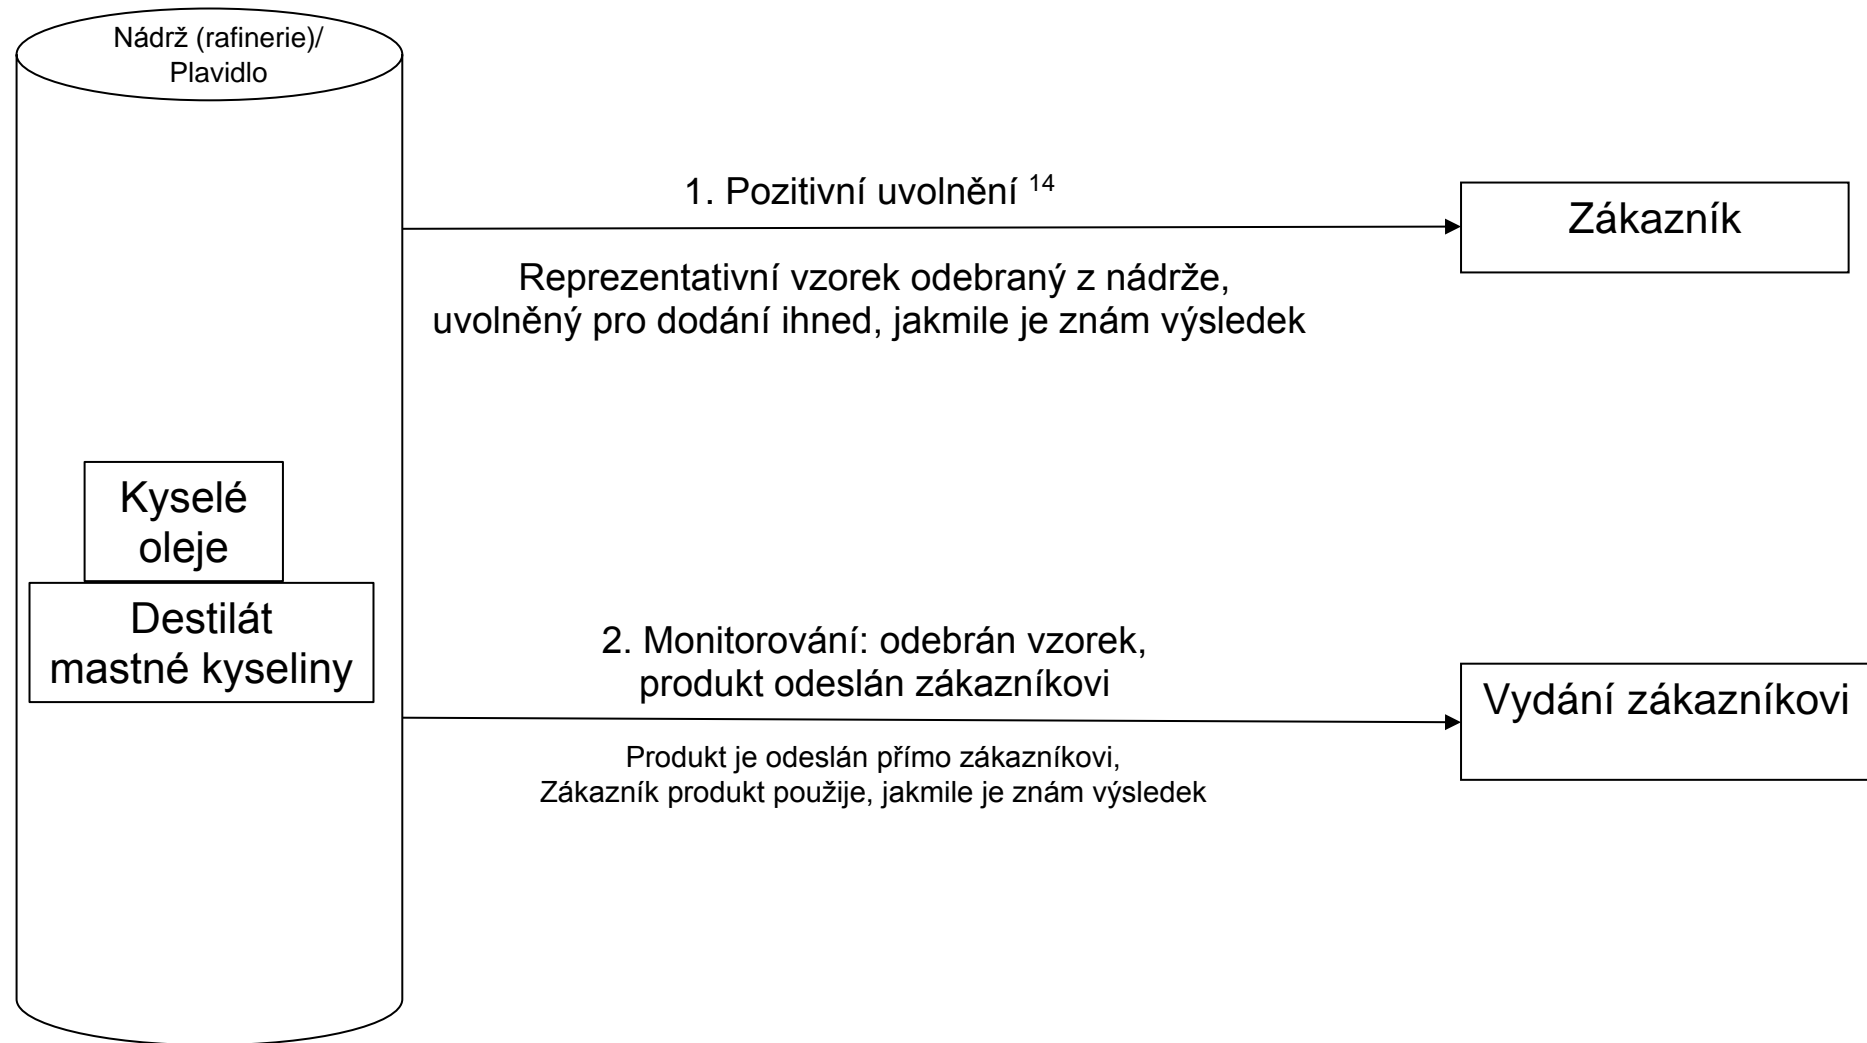 Nádrž (rafinerie)/
Plavidlo
1. Pozitivní uvolnění 14
Zákazník
Reprezentativní vzorek odebraný z nádrže,
uvolněný pro dodání ihned, jakmile je znám výsledek
Kyselé
oleje
Destilát
mastné kyseliny
2. Monitorování: odebrán vzorek,
produkt odeslán zákazníkovi
Vydání zákazníkovi
Produkt je odeslán přímo zákazníkovi,
Zákazník produkt použije, jakmile je znám výsledek